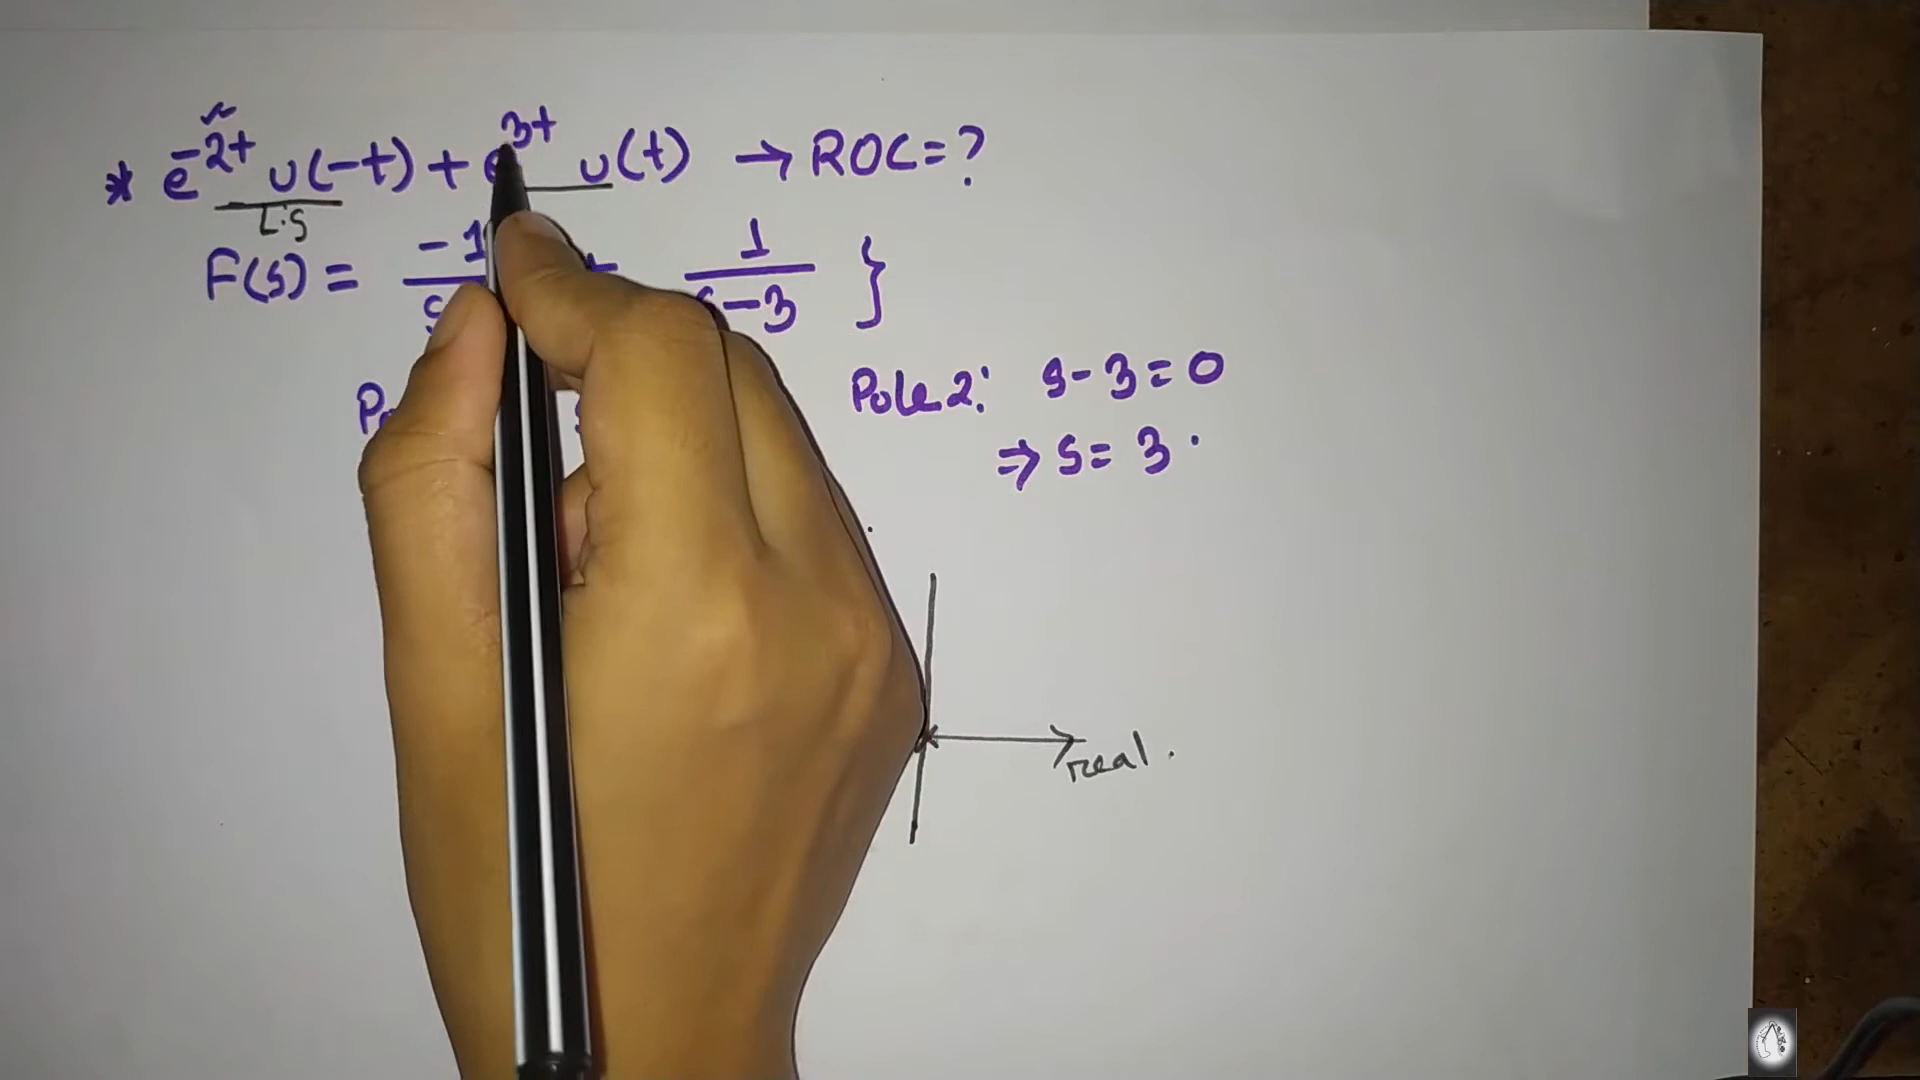 * e^-2t u(-t) + e^3t u(t) → ROC = ?
L.S
F(s) = -1 + 1 / s-3 }
Pole 2: s - 3 = 0
⇒ s = 3 .
real .